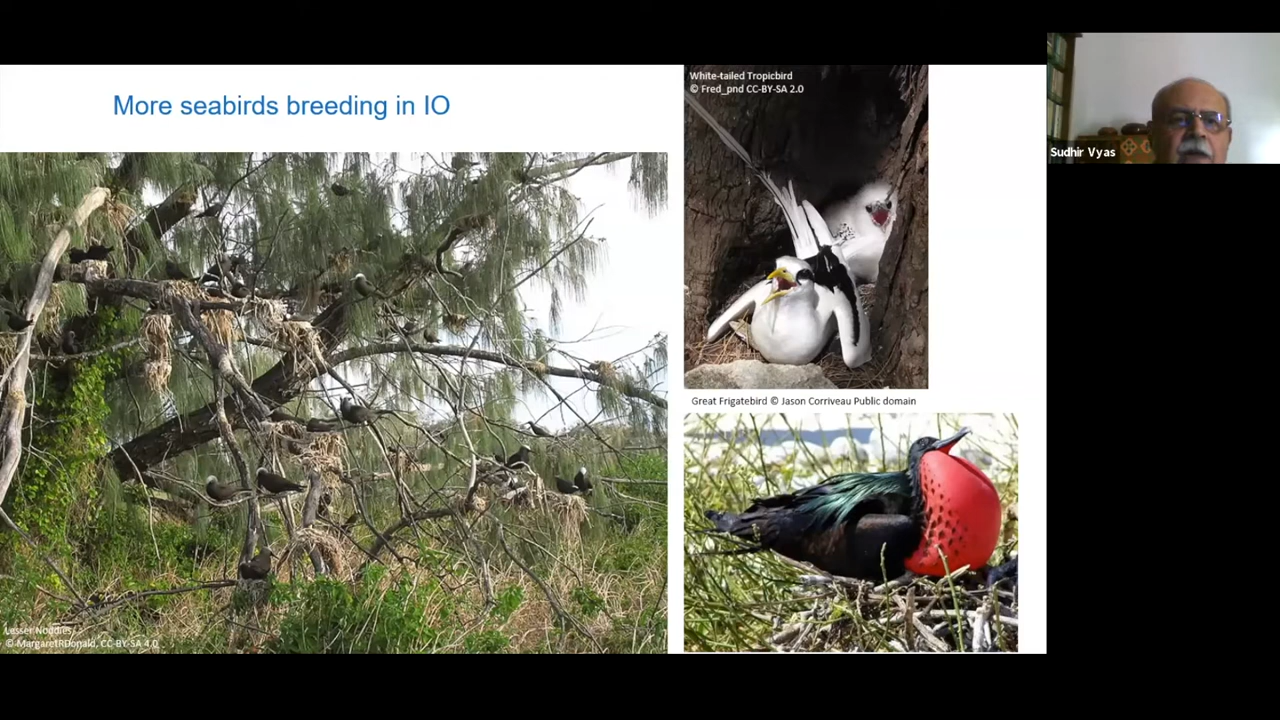 More seabirds breeding in IO
White-tailed Tropicbird
© Fred_pnd CC-BY-SA 2.0
Sudhir Vyas
Great Frigatebird © Jason Corriveau Public domain
Lesser Noddies
© MargaretRDonald, CC-BY-SA 4.0